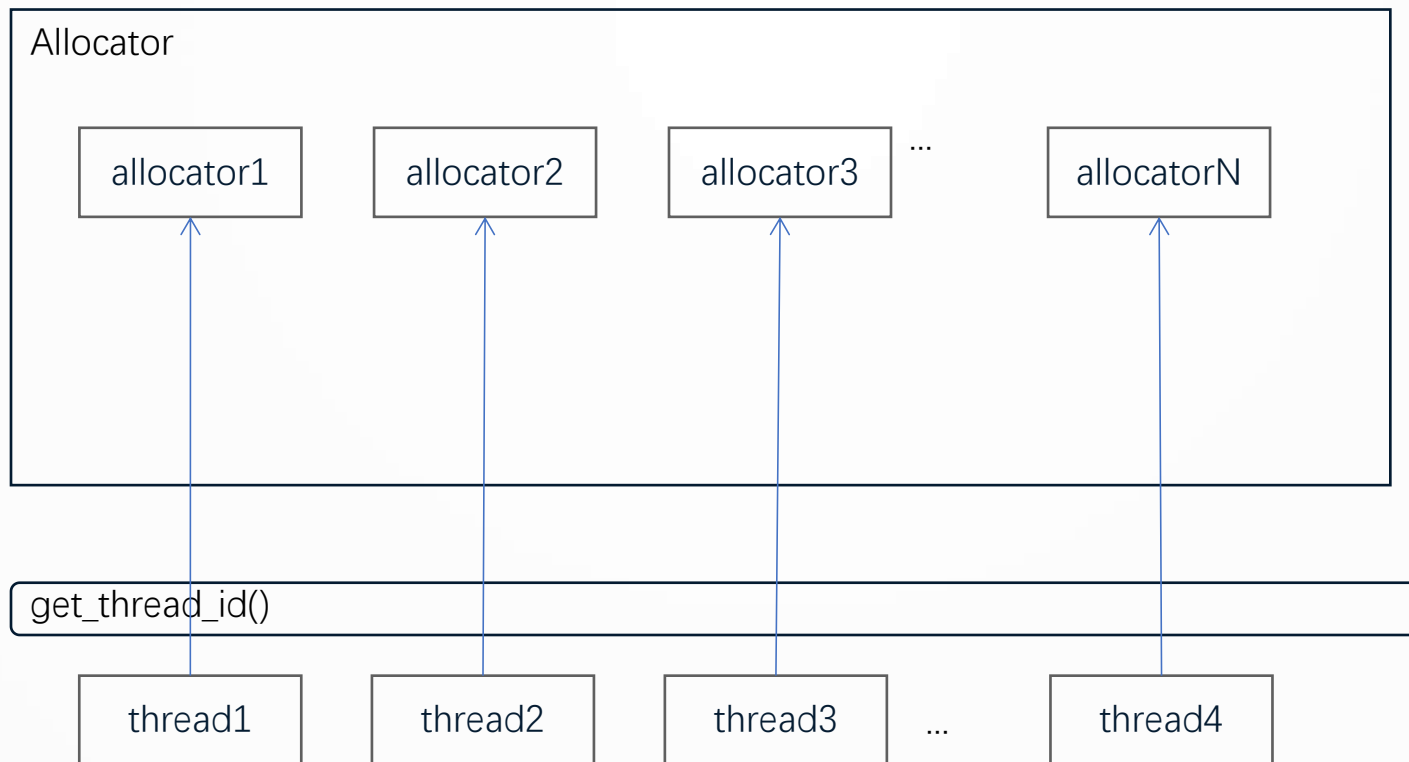 Allocator
allocator1
allocator2
allocator3
...
allocatorN
get_thread_id()
thread1
thread2
thread3
...
thread4